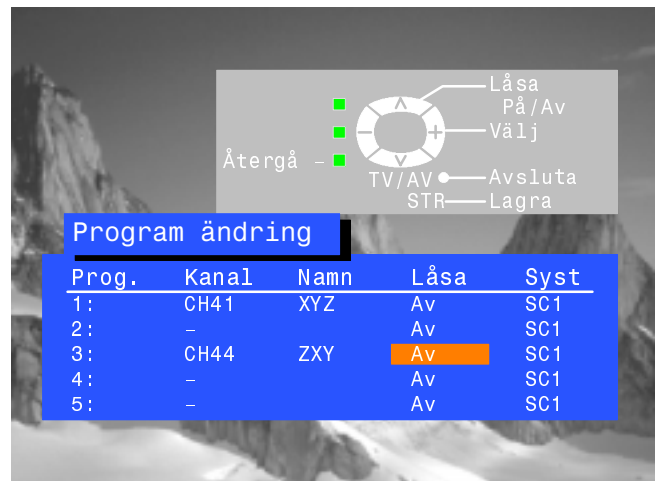 Låsa
På/Av
Välj
Återgå –
TV/AV Avsluta
STR Lagra
Program ändring
Prog. Kanal Namn Låsa Syst
1: CH41 XYZ Av SC1
2: – Av SC1
3: CH44 ZXY Av SC1
4: – Av SC1
5: – Av SC1